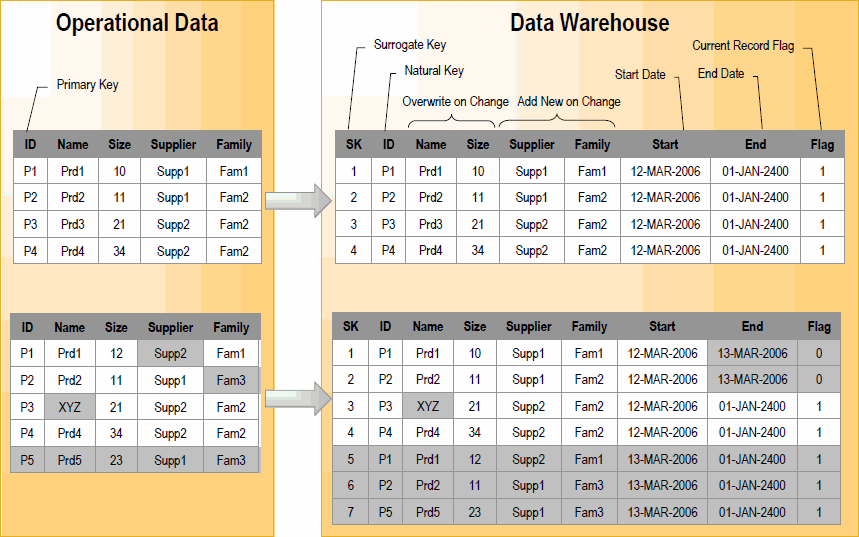 Operational Data
Primary Key
ID Name Size Supplier Family
P1 Prd1 10 Supp1 Fam1
P2 Prd2 11 Supp1 Fam2
P3 Prd3 21 Supp2 Fam2
P4 Prd4 34 Supp2 Fam2
ID Name Size Supplier Family
P1 Prd1 12 Supp2 Fam1
P2 Prd2 11 Supp1 Fam3
P3 XYZ 21 Supp2 Fam2
P4 Prd4 34 Supp2 Fam2
P5 Prd5 23 Supp1 Fam3
Data Warehouse
Surrogate Key
Current Record Flag
Natural Key
Start Date
End Date
Overwrite on Change
Add New on Change
SK ID Name Size Supplier Family Start End Flag
1 P1 Prd1 10 Supp1 Fam1 12-MAR-2006 01-JAN-2400 1
2 P2 Prd2 11 Supp1 Fam2 12-MAR-2006 01-JAN-2400 1
3 P3 Prd3 21 Supp2 Fam2 12-MAR-2006 01-JAN-2400 1
4 P4 Prd4 34 Supp2 Fam2 12-MAR-2006 01-JAN-2400 1
SK ID Name Size Supplier Family Start End Flag
1 P1 Prd1 10 Supp1 Fam1 12-MAR-2006 13-MAR-2006 0
2 P2 Prd2 11 Supp1 Fam2 12-MAR-2006 13-MAR-2006 0
3 P3 XYZ 21 Supp2 Fam2 12-MAR-2006 01-JAN-2400 1
4 P4 Prd4 34 Supp2 Fam2 12-MAR-2006 01-JAN-2400 1
5 P1 Prd1 12 Supp2 Fam1 13-MAR-2006 01-JAN-2400 1
6 P2 Prd2 11 Supp1 Fam3 13-MAR-2006 01-JAN-2400 1
7 P5 Prd5 23 Supp1 Fam3 13-MAR-2006 01-JAN-2400 1